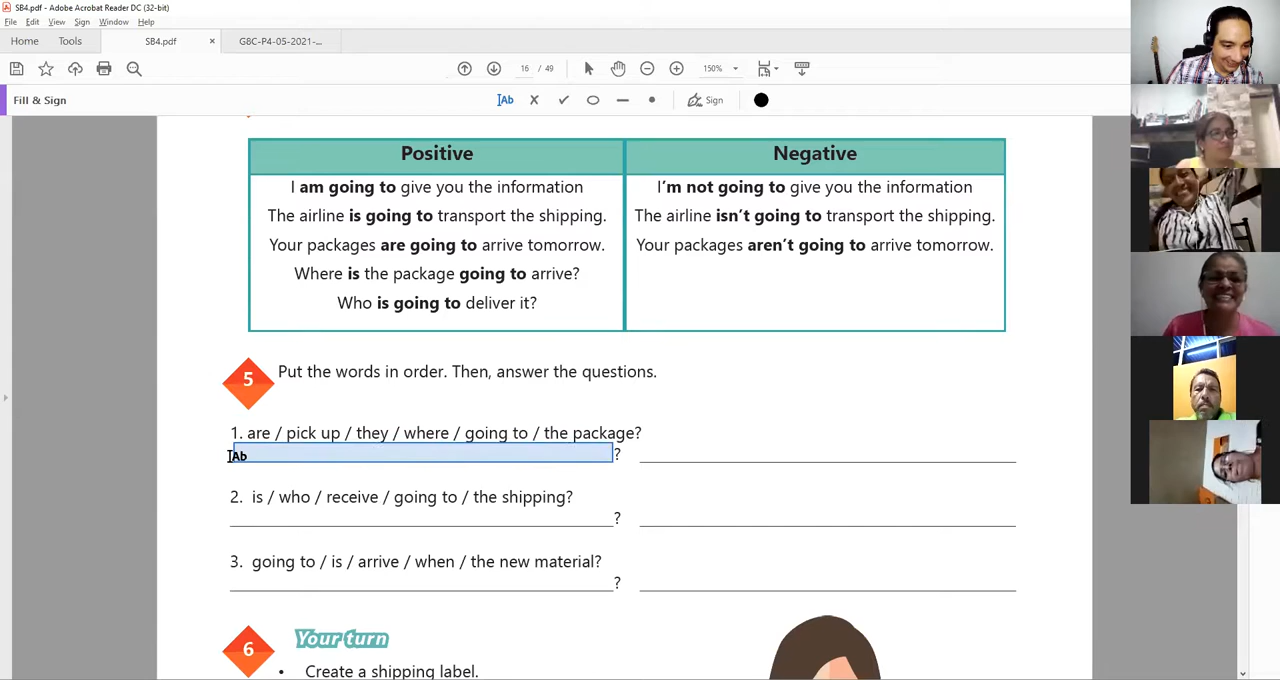 SB4.pdf - Adobe Acrobat Reader DC (32-bit)
File Edit View Sign Window Help
Home Tools SB4.pdf × GBC-P4-05-2021-...
16 / 49 150%
Fill & Sign Ab Sign
Positive Negative
I am going to give you the information I'm not going to give you the information
The airline is going to transport the shipping. The airline isn't going to transport the shipping.
Your packages are going to arrive tomorrow. Your packages aren't going to arrive tomorrow.
Where is the package going to arrive?
Who is going to deliver it?
5 Put the words in order. Then, answer the questions.
1. are / pick up / they / where / going to / the package?
Ab ?
2. is / who / receive / going to / the shipping?
?
3. going to / is / arrive / when / the new material?
?
6 Your turn
• Create a shipping label.